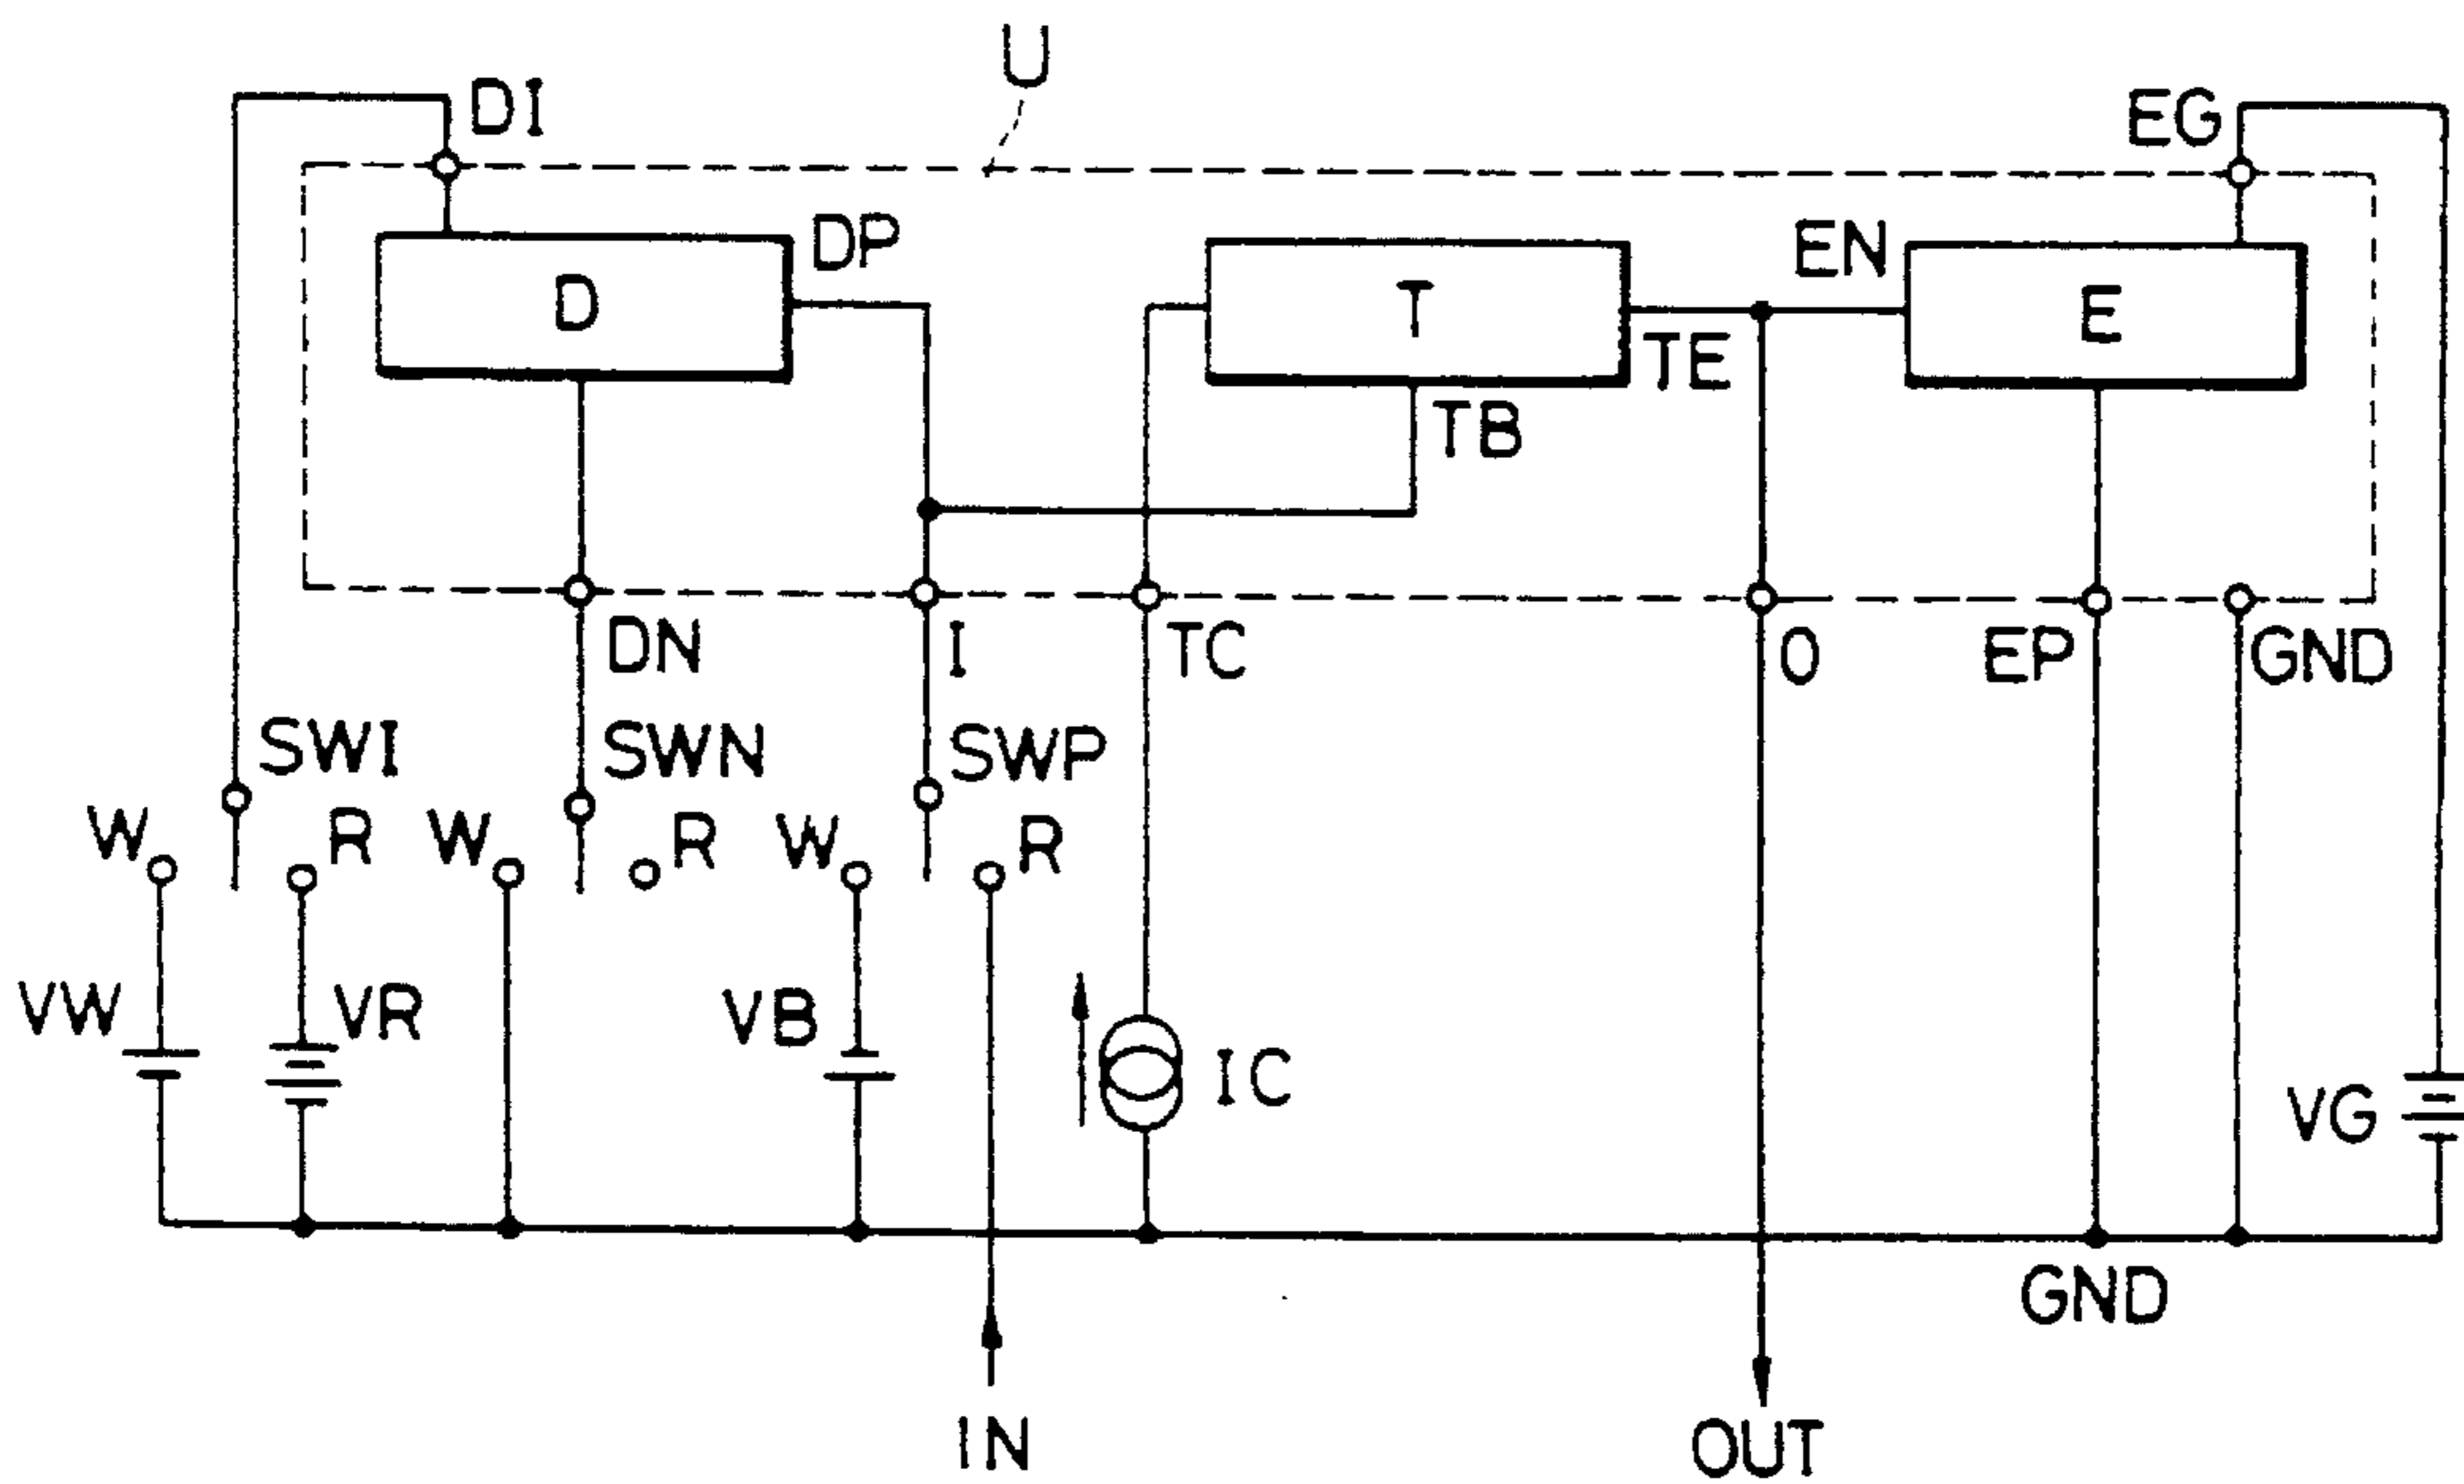 U
DI
EG
DP
EN
D
T
E
TE
TB
DN
I
TC
O
EP
GND
SWI
SWN
SWP
W
R
W
R
W
R
VW
VR
VB
IC
VG
GND
IN
OUT